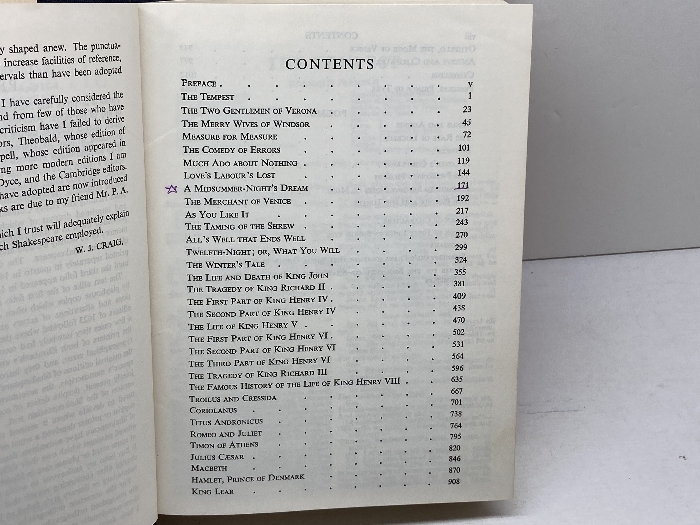 y shaped anew. The punctua-
increase facilities of reference,
ervals than have been adopted
I have carefully considered the
nd from few of those who have
criticism have I failed to derive
ors, Theobald, whose edition of
pell, whose edition appeared in
ng more modern editions I am
Dyce, and the Cambridge editors.
have adopted are now introduced
ks are due to my friend Mr. P. A.
which I trust will adequately explain
ch Shakespeare employed.
W. J. CRAIG.
CONTENTS
PREFACE . . . . . . . . v
THE TEMPEST . . . . . . . 1
THE TWO GENTLEMEN OF VERONA . . . . . 23
THE MERRY WIVES OF WINDSOR . . . . . 45
MEASURE FOR MEASURE . . . . . . 72
THE COMEDY OF ERRORS . . . . . . 101
MUCH ADO ABOUT NOTHING . . . . . . 119
LOVE'S LABOUR'S LOST . . . . . . 144
☆ A MIDSUMMER-NIGHT'S DREAM . . . . . 171
THE MERCHANT OF VENICE . . . . . 192
AS YOU LIKE IT . . . . . . 217
THE TAMING OF THE SHREW . . . . . . 243
ALL'S WELL THAT ENDS WELL . . . . . 270
TWELFTH-NIGHT; OR, WHAT YOU WILL . . . . 299
THE WINTER'S TALE . . . . . . 324
THE LIFE AND DEATH OF KING JOHN . . . . 355
THE TRAGEDY OF KING RICHARD II . . . . . 381
THE FIRST PART OF KING HENRY IV . . . . . 409
THE SECOND PART OF KING HENRY IV . . . . 438
THE LIFE OF KING HENRY V . . . . . . 470
THE FIRST PART OF KING HENRY VI . . . . . 502
THE SECOND PART OF KING HENRY VI . . . . 531
THE THIRD PART OF KING HENRY VI . . . . 564
THE TRAGEDY OF KING RICHARD III . . . . 596
THE FAMOUS HISTORY OF THE LIFE OF KING HENRY VIII . . 635
TROILUS AND CRESSIDA . . . . . . 667
CORIOLANUS . . . . . . . 701
TITUS ANDRONICUS . . . . . . 738
ROMEO AND JULIET . . . . . . 764
TIMON OF ATHENS . . . . . . 795
JULIUS CÆSAR . . . . . . . 820
MACBETH . . . . . . . 846
HAMLET, PRINCE OF DENMARK . . . . . 870
KING LEAR . . . . . . . 908